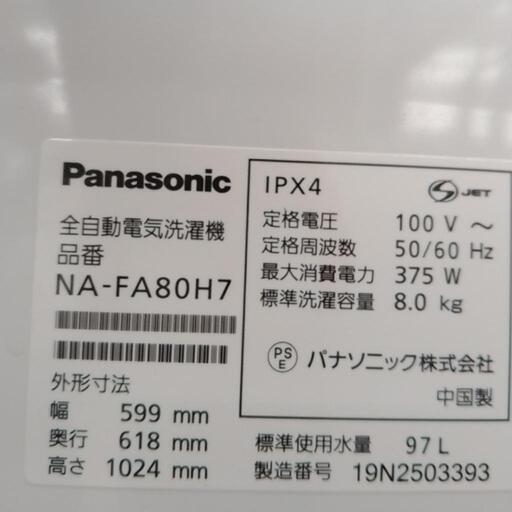 Panasonic
全自動電気洗濯機
品番
NA-FA80H7
外形寸法
幅 599 mm
奥行 618 mm
高さ 1024 mm
IPX4
S JET
定格電圧 100 V ～
定格周波数 50/60 Hz
最大消費電力 375 W
標準洗濯容量 8.0 kg
PS E パナソニック株式会社
中国製
標準使用水量 97 L
製造番号 19N2503393